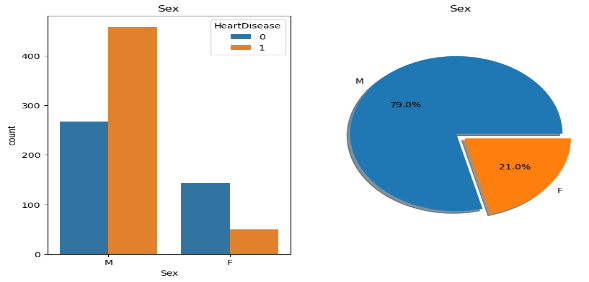 Sex
HeartDisease
0
1
400
300
200
100
0
count
M
F
Sex
Sex
M
79.0%
21.0%
F